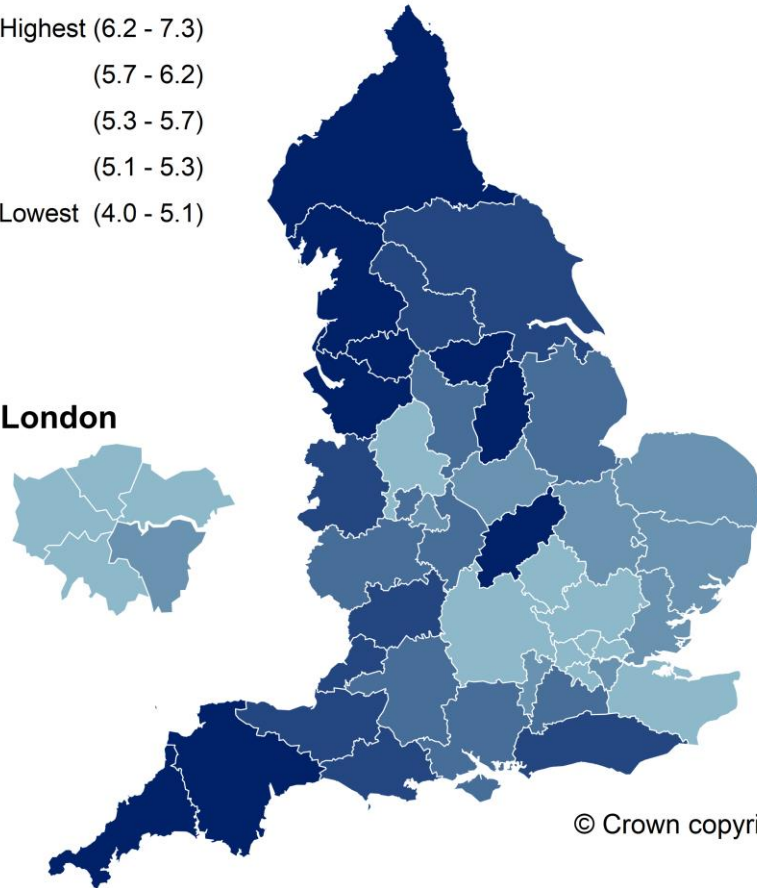 Highest (6.2 - 7.3)
(5.7 - 6.2)
(5.3 - 5.7)
(5.1 - 5.3)
Lowest (4.0 - 5.1)
London
© Crown copyri